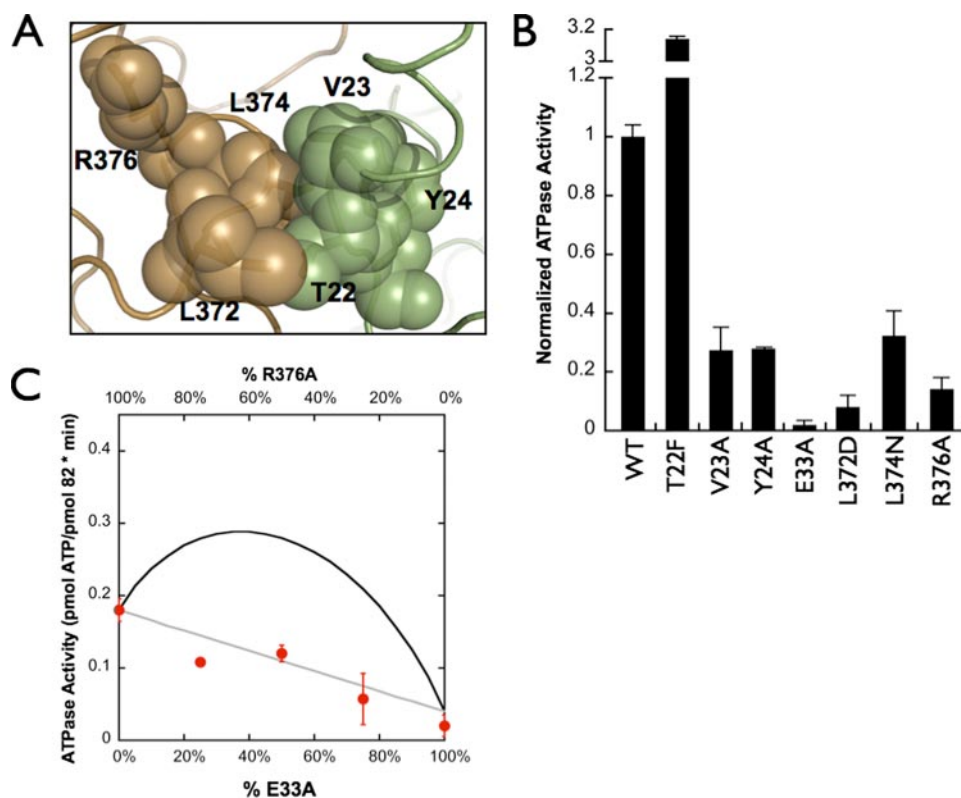 A
R376
L374
V23
Y24
L372
T22
B
Normalized ATPase Activity
3.2
3
1.2
1
0.8
0.6
0.4
0.2
0
WT
T22F
V23A
Y24A
E33A
L372D
L374N
R376A
C
% R376A
100% 80% 60% 40% 20% 0%
ATPase Activity (pmol ATP/pmol 82 * min)
0.4
0.3
0.2
0.1
0
0% 20% 40% 60% 80% 100%
% E33A